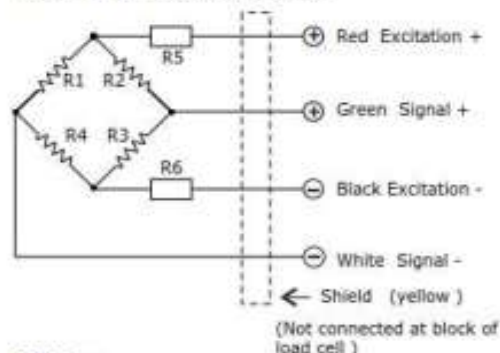 R5
Red Excitation +
R1 R2
Green Signal +
R4 R3
R6
Black Excitation -
White Signal -
Shield (yellow )
(Not connected at block of
load cell )